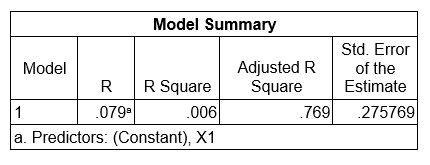 Model Summary
Model R R Square Adjusted R Square Std. Error of the Estimate
1 .079ᵃ .006 .769 .275769
a. Predictors: (Constant), X1